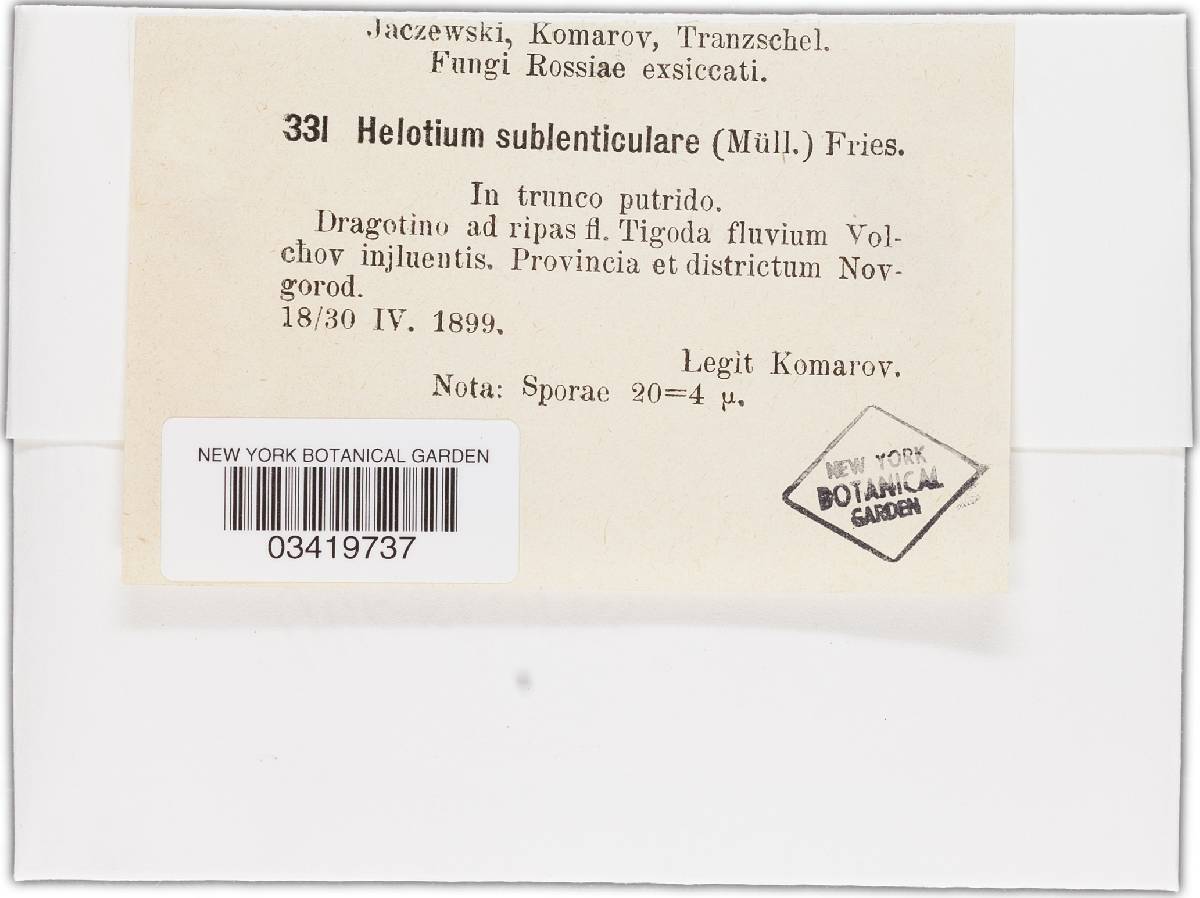 Jaczewski, Komarov, Tranzschel.
Fungi Rossiae exsiccati.
331 Helotium sublenticulare (Müll.) Fries.
In trunco putrido.
Dragotino ad ripas fl. Tigoda fluvium Vol-
chov injluentis. Provincia et districtum Nov-
gorod.
18/30 IV. 1899.
Legit Komarov.
Nota: Sporae 20=4 µ.
NEW YORK BOTANICAL GARDEN
03419737
NEW YORK
BOTANICAL
GARDEN